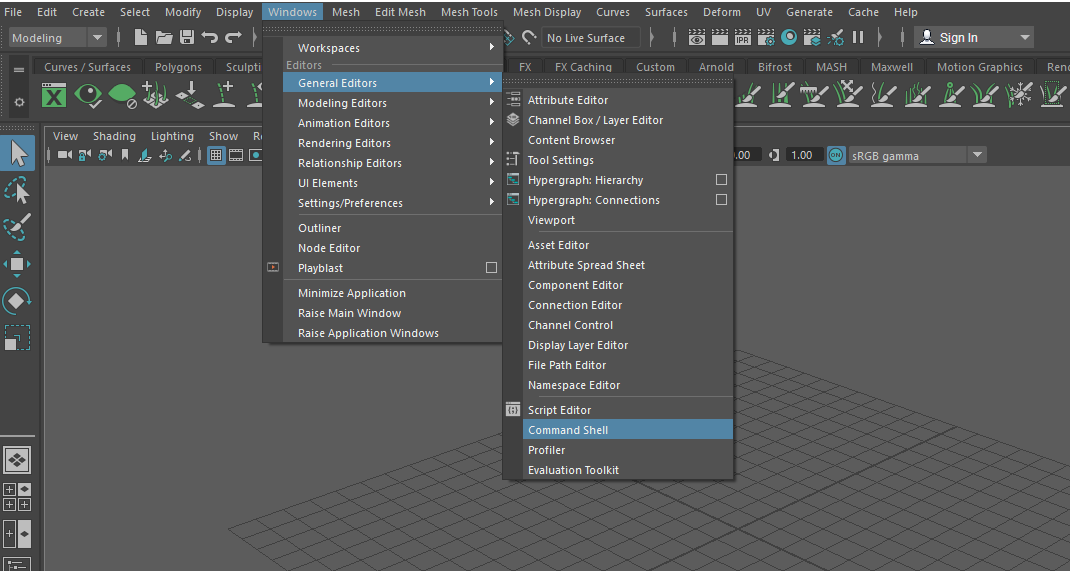 File Edit Create Select Modify Display Windows Mesh Edit Mesh Mesh Tools Mesh Display Curves Surfaces Deform UV Generate Cache Help
Modeling
No Live Surface
IPR
Sign In
Curves / Surfaces Polygons Sculpti
FX FX Caching Custom Arnold Bifrost MASH Maxwell Motion Graphics Ren
View Shading Lighting Show Re
.00 1.00 ON sRGB gamma
Workspaces
Editors
General Editors
Modeling Editors
Animation Editors
Rendering Editors
Relationship Editors
UI Elements
Settings/Preferences
Outliner
Node Editor
Playblast
Minimize Application
Raise Main Window
Raise Application Windows
Attribute Editor
Channel Box / Layer Editor
Content Browser
Tool Settings
Hypergraph: Hierarchy
Hypergraph: Connections
Viewport
Asset Editor
Attribute Spread Sheet
Component Editor
Connection Editor
Channel Control
Display Layer Editor
File Path Editor
Namespace Editor
Script Editor
Command Shell
Profiler
Evaluation Toolkit